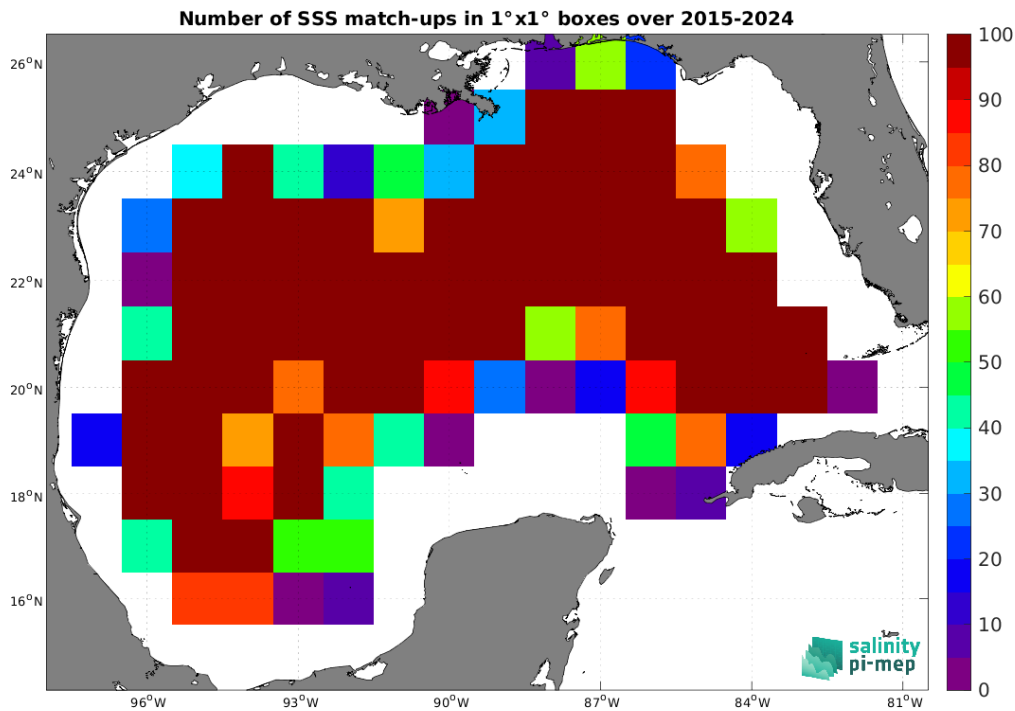 Number of SSS match-ups in 1°x1° boxes over 2015-2024
26°N
24°N
22°N
20°N
18°N
16°N
96°W
93°W
90°W
87°W
84°W
81°W
100
90
80
70
60
50
40
30
20
10
0
salinity
pi-mep